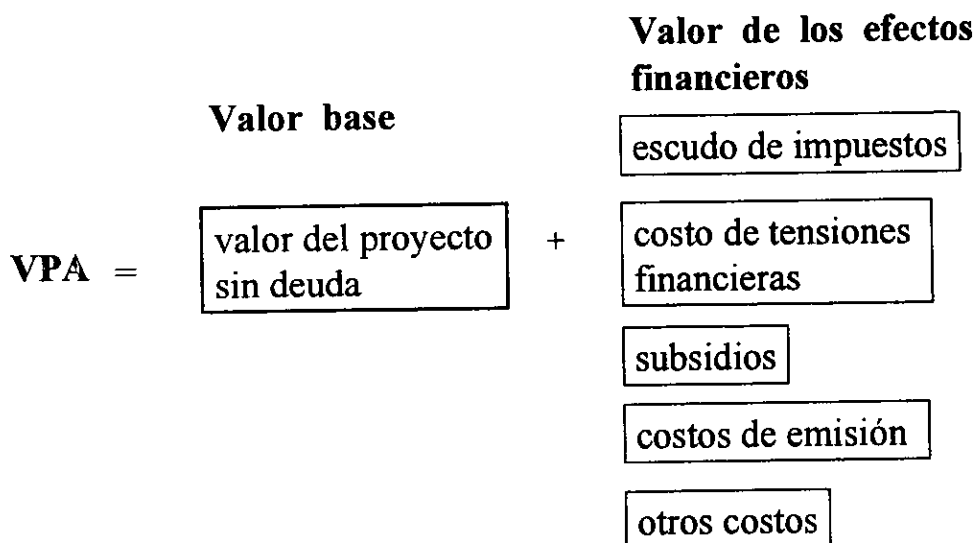 Valor de los efectos
financieros
Valor base
escudo de impuestos
VPA =
valor del proyecto
sin deuda
+
costo de tensiones
financieras
subsidios
costos de emisión
otros costos